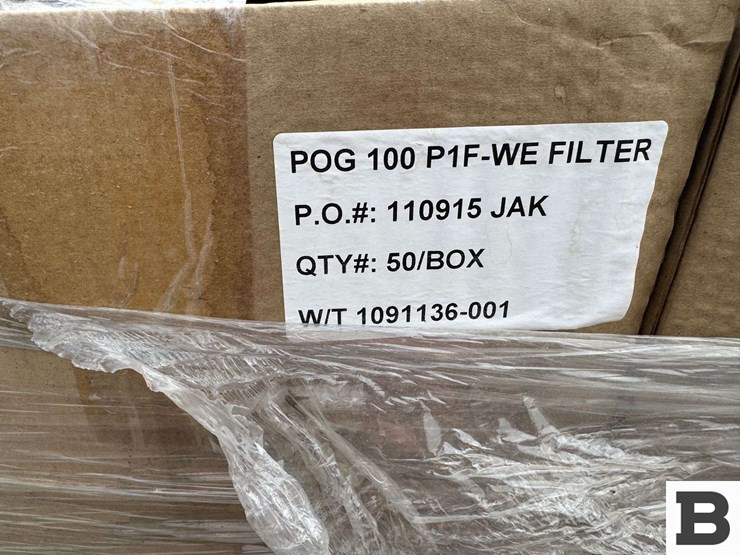 POG 100 P1F-WE FILTER
P.O.#: 110915 JAK
QTY#: 50/BOX
W/T 1091136-001
B